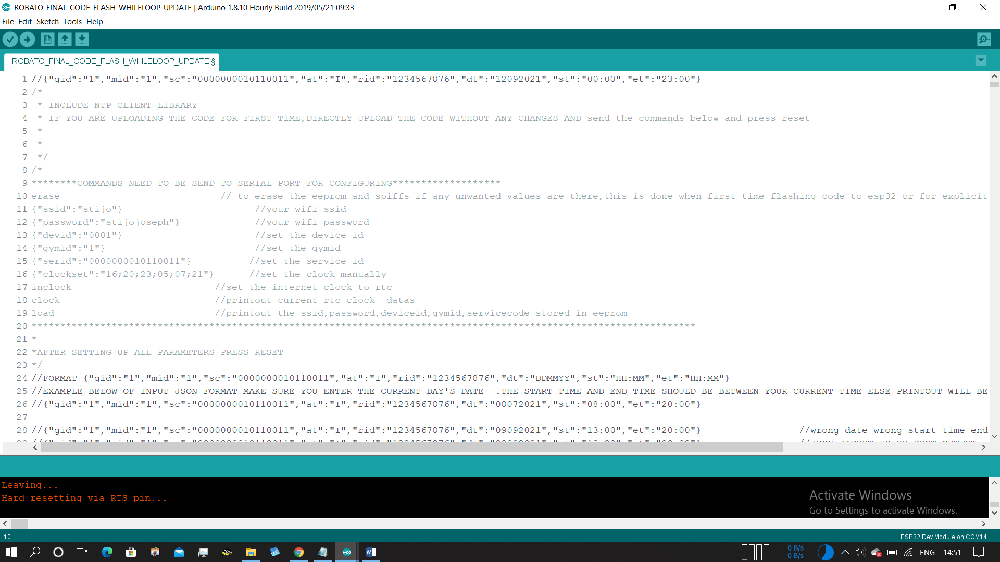 ROBATO_FINAL_CODE_FLASH_WHILELOOP_UPDATE | Arduino 1.8.10 Hourly Build 2019/05/21 09:33
File Edit Sketch Tools Help
ROBATO_FINAL_CODE_FLASH_WHILELOOP_UPDATE §
1 //{"gid":"1","mid":"1","sc":"0000000010110011","at":"I","rid":"1234567876","dt":"12092021","st":"00:00","et":"23:00"}
2 /*
3 * INCLUDE NTP CLIENT LIBRARY
4 * IF YOU ARE UPLOADING THE CODE FOR FIRST TIME,DIRECTLY UPLOAD THE CODE WITHOUT ANY CHANGES AND send the commands below and press reset
5 *
6 *
7 */
8 /*
9 ********COMMANDS NEED TO BE SEND TO SERIAL PORT FOR CONFIGURING*******************
10 erase // to erase the eeprom and spiffs if any unwanted values are there,this is done when first time flashing code to esp32 or for explicit
11 {"ssid":"stijo"} //your wifi ssid
12 {"password":"stijojoseph"} //your wifi password
13 {"devid":"0001"} //set the device id
14 {"gymid":"1"} //set the gymid
15 {"serid":"0000000010110011"} //set the service id
16 {"clockset":"16;20;23;05;07;21"} //set the clock manually
17 inclock //set the internet clock to rtc
18 clock //printout current rtc clock  datas
19 load //printout the ssid,password,deviceid,gymid,servicecode stored in eeprom
20 ********************************************************************************************************************
21 *
22 *AFTER SETTING UP ALL PARAMETERS PRESS RESET
23 */
24 //FORMAT-{"gid":"1","mid":"1","sc":"0000000010110011","at":"I","rid":"1234567876","dt":"DDMMYY","st":"HH:MM","et":"HH:MM"}
25 //EXAMPLE BELOW OF INPUT JSON FORMAT MAKE SURE YOU ENTER THE CURRENT DAY'S DATE  .THE START TIME AND END TIME SHOULD BE BETWEEN YOUR CURRENT TIME ELSE PRINTOUT WILL BE
26 //{"gid":"1","mid":"1","sc":"0000000010110011","at":"I","rid":"1234567876","dt":"08072021","st":"08:00","et":"20:00"}
27
28 //{"gid":"1","mid":"1","sc":"0000000010110011","at":"I","rid":"1234567876","dt":"09092021","st":"13:00","et":"20:00"} //wrong date wrong start time end
Leaving...
Hard resetting via RTS pin...
Activate Windows
Go to Settings to activate Windows.
10
ESP32 Dev Module on COM14
0 B/s
0 B/s
ENG 14:51